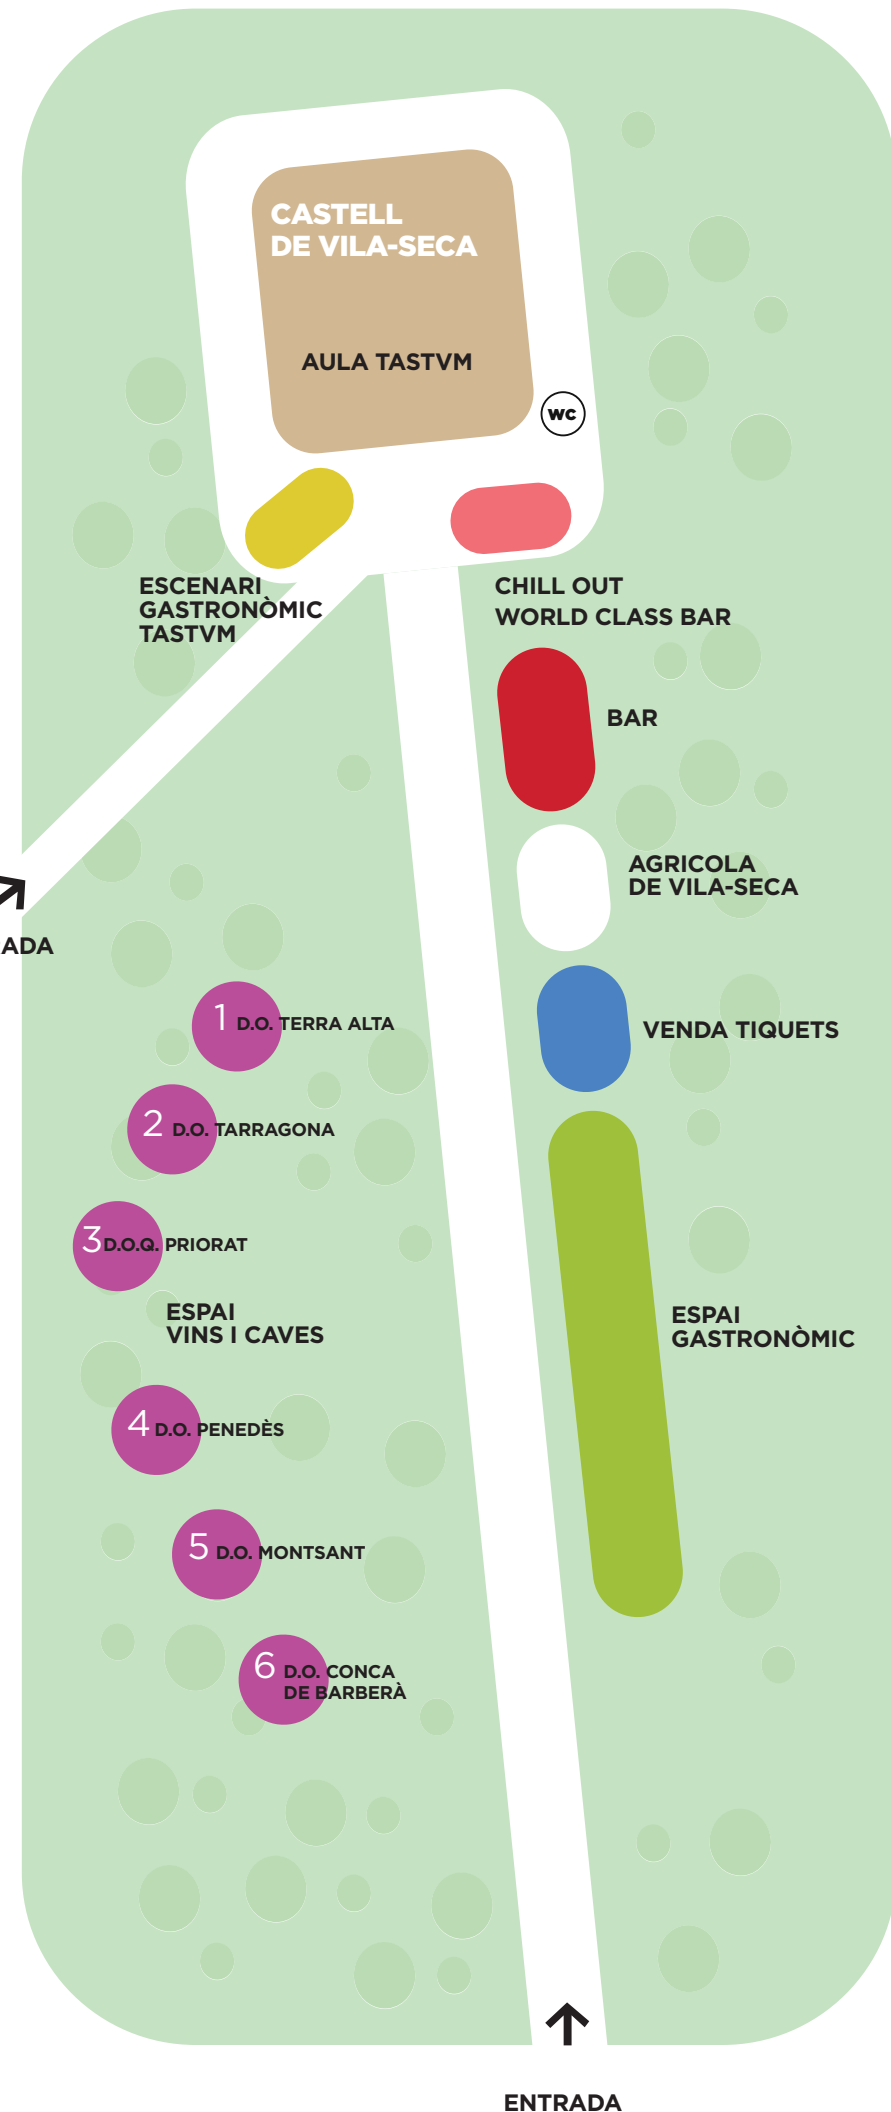 CASTELL
DE VILA-SECA
AULA TASTVM
WC
ESCENARI
GASTRONÒMIC
TASTVM
CHILL OUT
WORLD CLASS BAR
BAR
AGRICOLA
DE VILA-SECA
ADA
1 D.O. TERRA ALTA
VENDA TIQUETS
2 D.O. TARRAGONA
3 D.O.Q. PRIORAT
ESPAI
VINS I CAVES
ESPAI
GASTRONÒMIC
4 D.O. PENEDÈS
5 D.O. MONTSANT
6 D.O. CONCA
DE BARBERÀ
ENTRADA